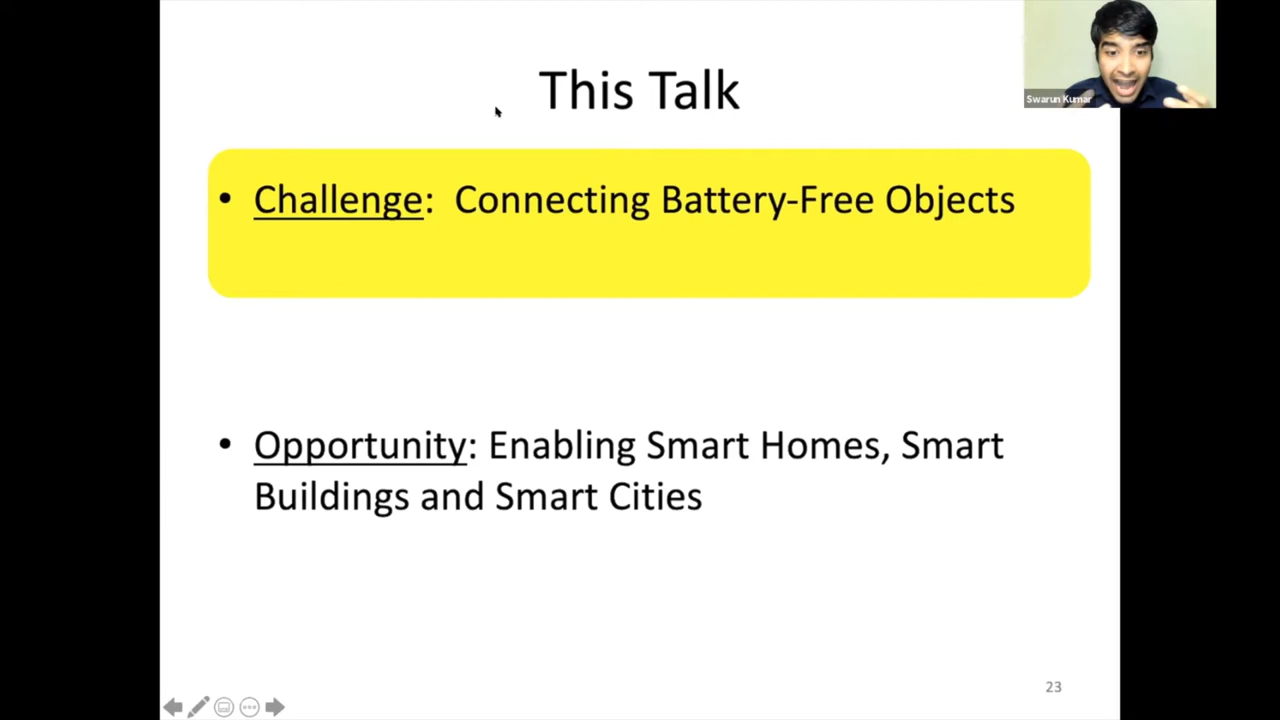 This Talk
Swarun Kumar
• Challenge: Connecting Battery-Free Objects
• Opportunity: Enabling Smart Homes, Smart
Buildings and Smart Cities
23